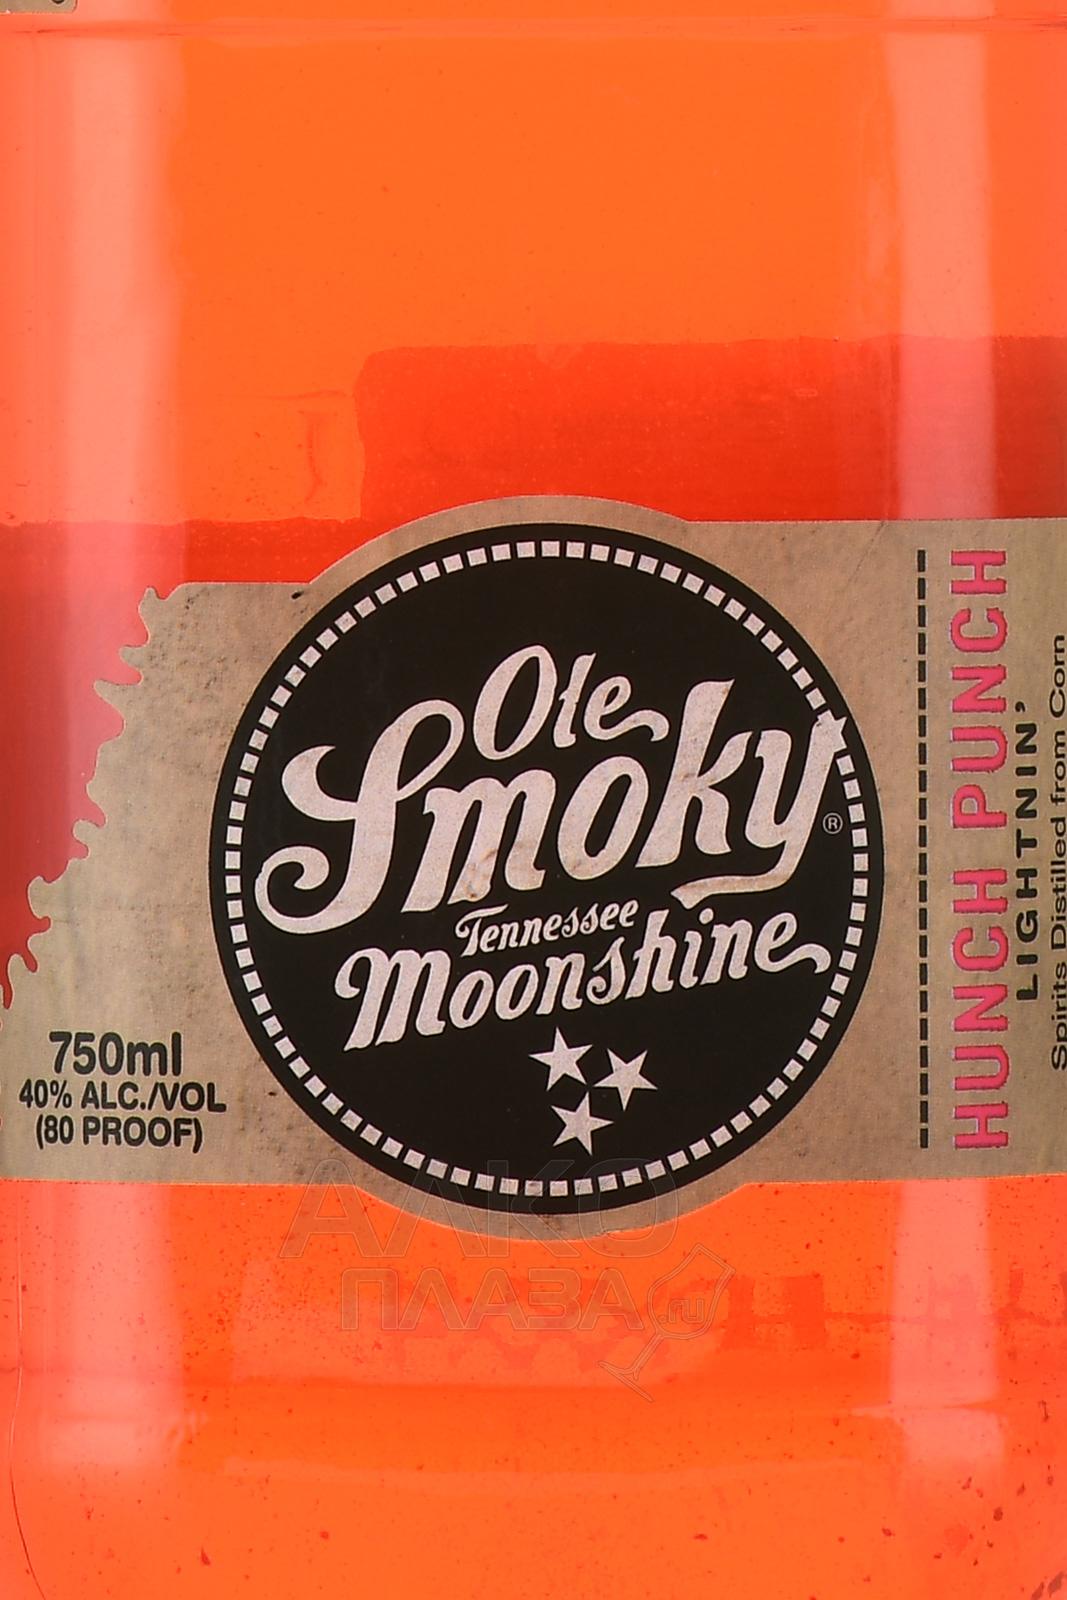 Ole
Smoky®
Tennessee
Moonshine
750ml
40% ALC./VOL
(80 PROOF)
HUNCH PUNCH
LIGHTNIN’
Spirits Distilled from Corn
АЛКО
ПЛАЗА.ru